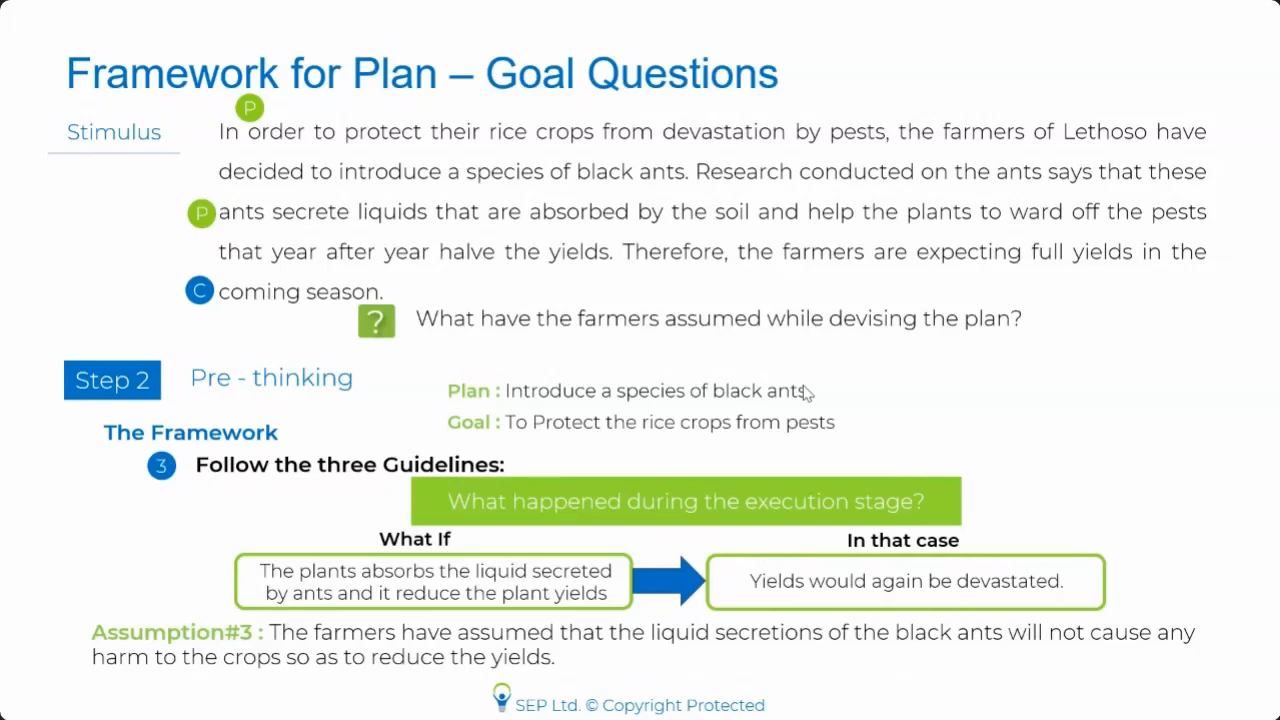 Framework for Plan – Goal Questions
P
Stimulus
In order to protect their rice crops from devastation by pests, the farmers of Lethoso have
decided to introduce a species of black ants. Research conducted on the ants says that these
P ants secrete liquids that are absorbed by the soil and help the plants to ward off the pests
that year after year halve the yields. Therefore, the farmers are expecting full yields in the
C coming season.
? What have the farmers assumed while devising the plan?
Step 2 Pre - thinking
Plan : Introduce a species of black ants
Goal : To Protect the rice crops from pests
The Framework
3 Follow the three Guidelines:
What happened during the execution stage?
What If
The plants absorbs the liquid secreted
by ants and it reduce the plant yields
In that case
Yields would again be devastated.
Assumption#3 : The farmers have assumed that the liquid secretions of the black ants will not cause any
harm to the crops so as to reduce the yields.
SEP Ltd. © Copyright Protected